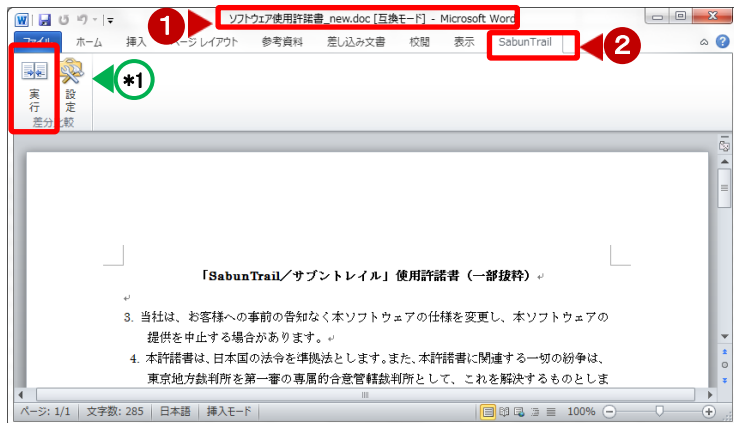 ソフトウェア使用許諾書_new.doc [互換モード] - Microsoft Word
1
ファイル ホーム 挿入 ページ レイアウト 参考資料 差し込み文書 校閲 表示 SabunTrail
2
実行 設定
*1
差分比較
「SabunTrail／サブントレイル」使用許諾書（一部抜粋）
3. 当社は、お客様への事前の告知なく本ソフトウェアの仕様を変更し、本ソフトウェアの
提供を中止する場合があります。
4. 本許諾書は、日本国の法令を準拠法とします。また、本許諾書に関連する一切の紛争は、
東京地方裁判所を第一審の専属的合意管轄裁判所として、これを解決するものとしま
ページ: 1/1 文字数: 285 日本語 挿入モード 100%